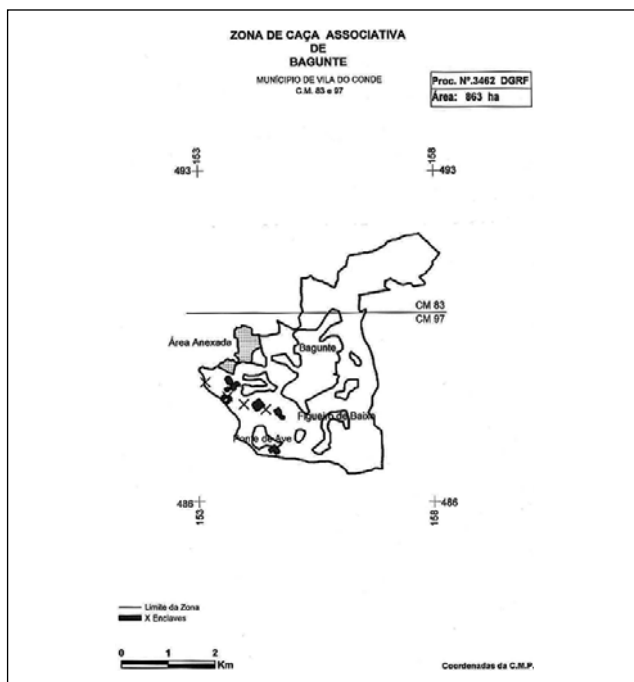 ZONA DE CAÇA ASSOCIATIVA
DE
BAGUNTE
MUNICIPIO DE VILA DO CONDE
C.M. 83 e 97
Proc. Nº.3462 DGRF
Área: 863 ha
153
158
493
493
CM 83
CM 97
Área Anexada
Bagunte
Figueiró de Baixo
Ponte de Ave
486
486
153
158
Limite da Zona
X Enclaves
0 1 2
Km
Coordenadas da C.M.P.